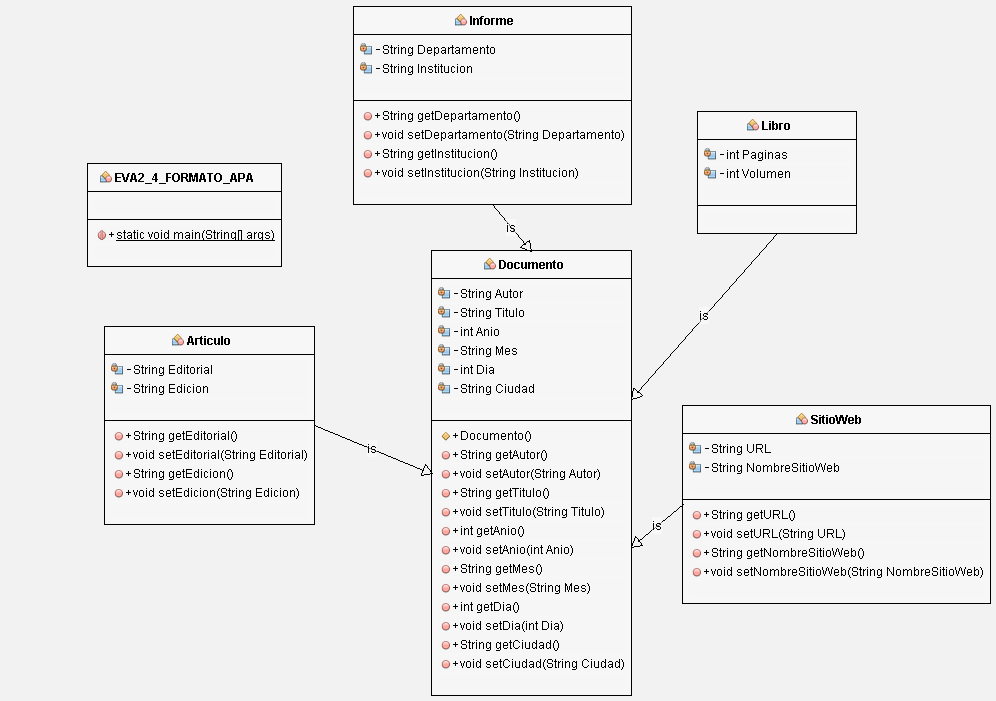 Informe
-String Departamento
-String Institucion
+String getDepartamento()
+void setDepartamento(String Departamento)
+String getInstitucion()
+void setInstitucion(String Institucion)
Libro
-int Paginas
-int Volumen
EVA2_4_FORMATO_APA
+static void main(String[] args)
is
Documento
-String Autor
-String Titulo
-int Anio
-String Mes
-int Dia
-String Ciudad
+Documento()
+String getAutor()
+void setAutor(String Autor)
+String getTitulo()
+void setTitulo(String Titulo)
+int getAnio()
+void setAnio(int Anio)
+String getMes()
+void setMes(String Mes)
+int getDia()
+void setDia(int Dia)
+String getCiudad()
+void setCiudad(String Ciudad)
is
Articulo
-String Editorial
-String Edicion
+String getEditorial()
+void setEditorial(String Editorial)
+String getEdicion()
+void setEdicion(String Edicion)
is
SitioWeb
-String URL
-String NombreSitioWeb
+String getURL()
+void setURL(String URL)
+String getNombreSitioWeb()
+void setNombreSitioWeb(String NombreSitioWeb)
is